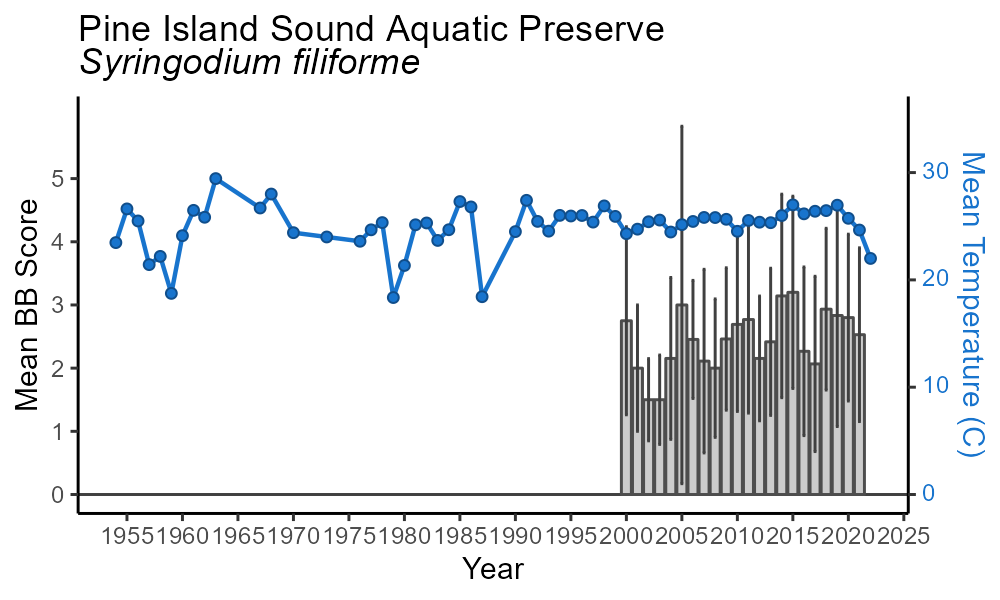 Pine Island Sound Aquatic Preserve
Syringodium filiforme
Mean BB Score
5
4
3
2
1
0
30
20
10
0
Mean Temperature (C)
1955 1960 1965 1970 1975 1980 1985 1990 1995 2000 2005 2010 2015 2020 2025
Year